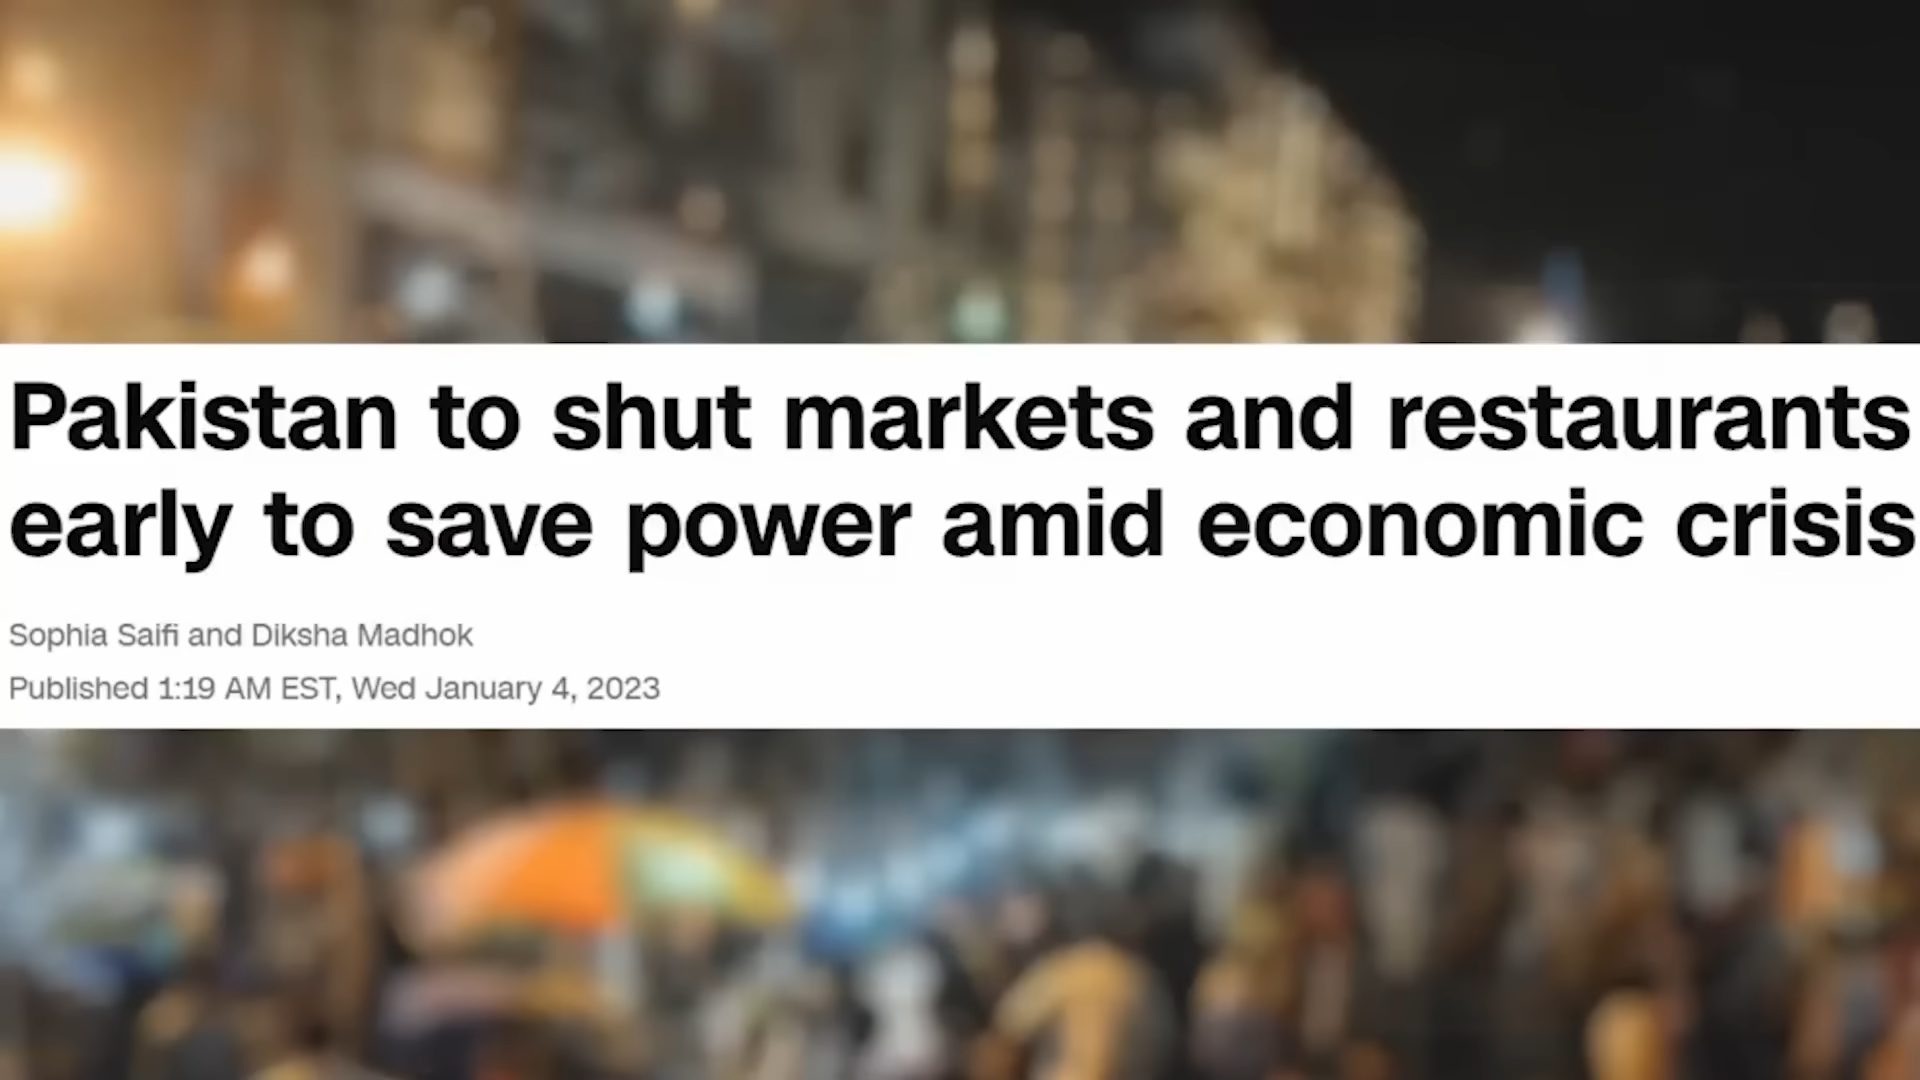 Pakistan to shut markets and restaurants
early to save power amid economic crisis
Sophia Saifi and Diksha Madhok
Published 1:19 AM EST, Wed January 4, 2023